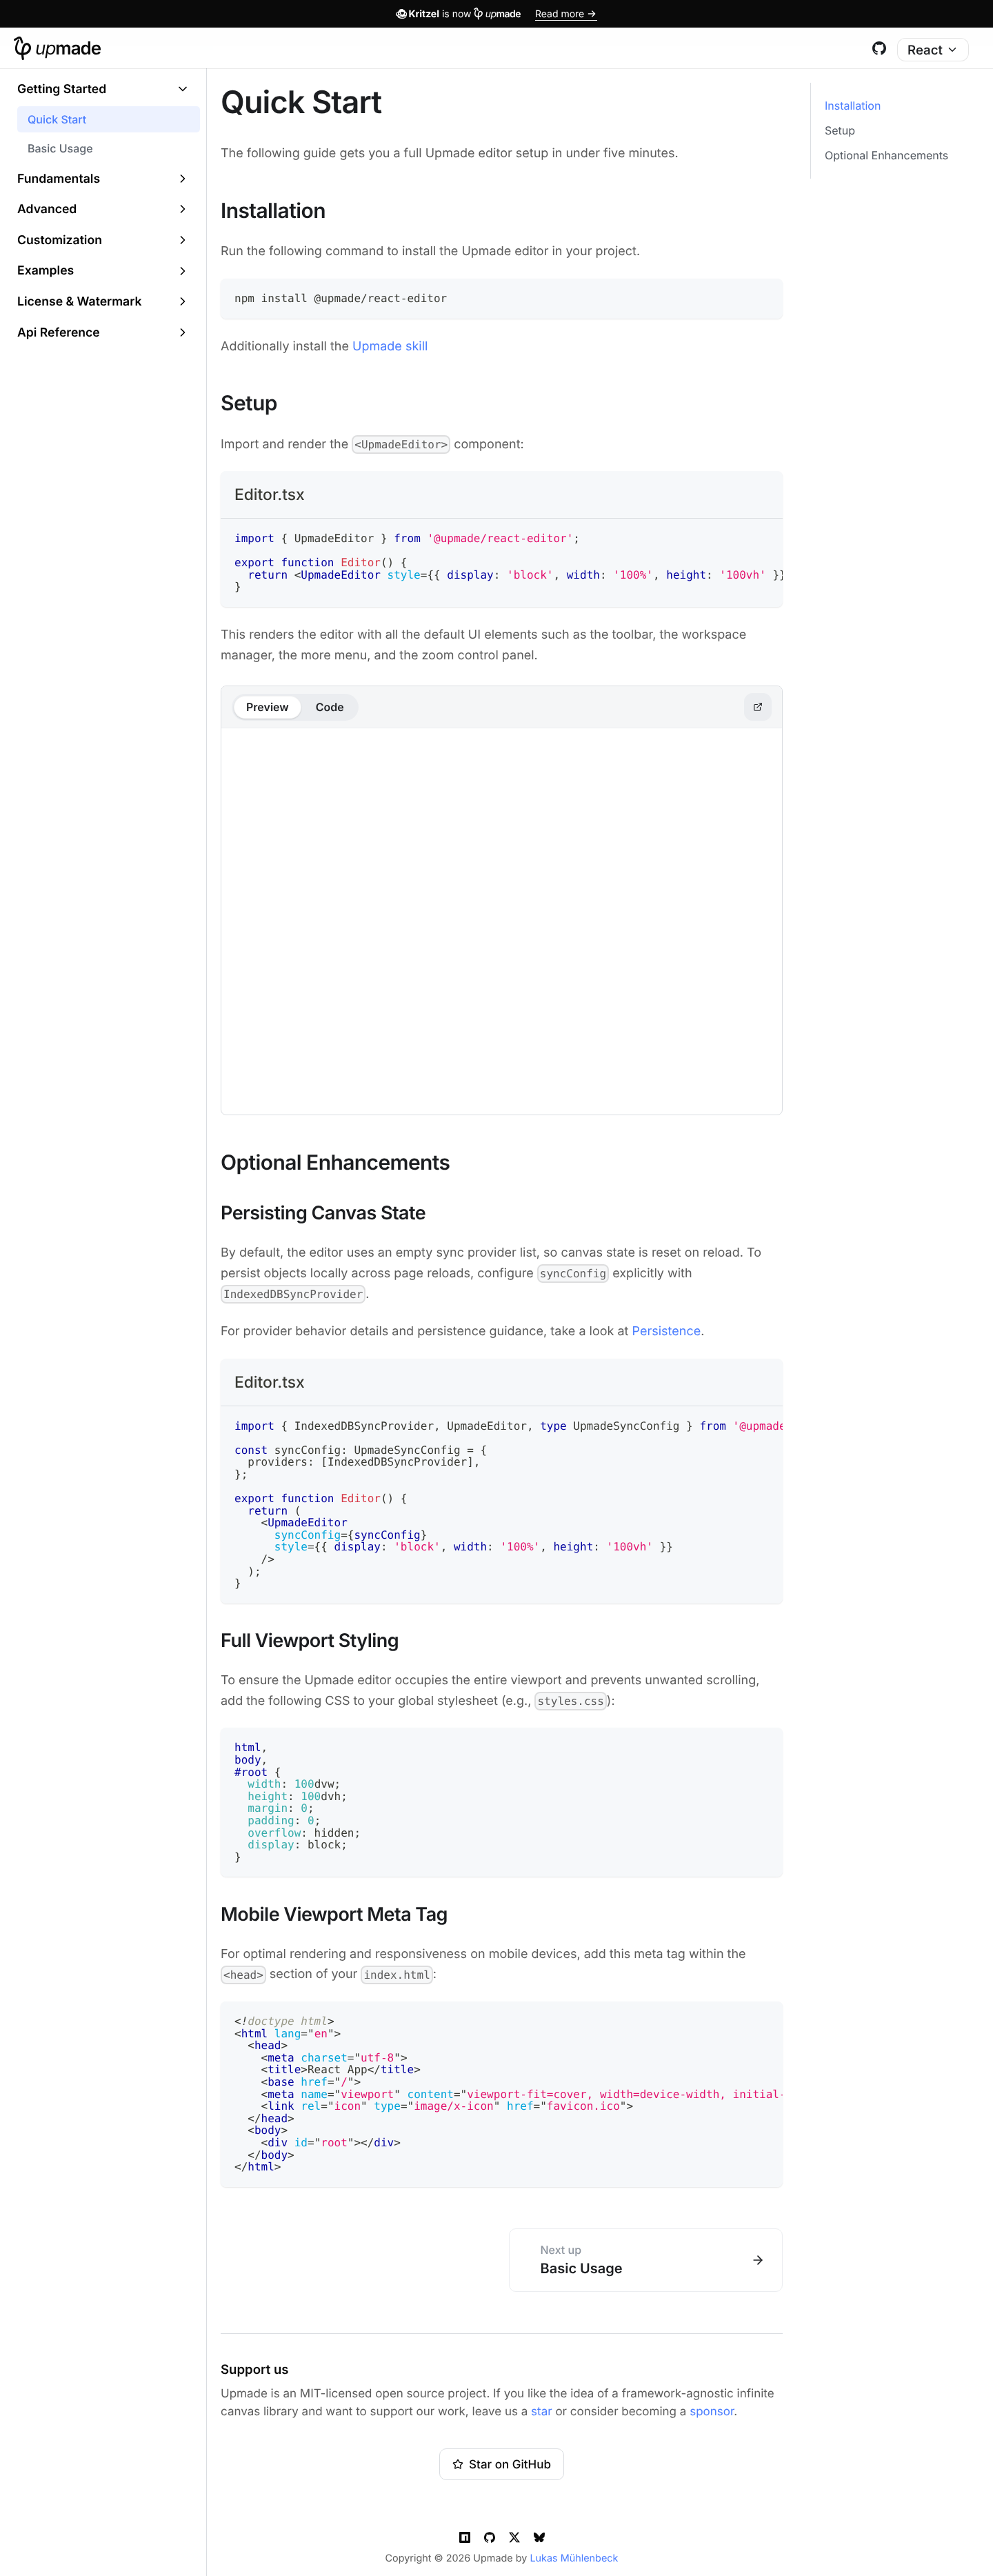 Kritzel is now upmade Read more →
upmade
React
Getting Started
Quick Start
Basic Usage
Fundamentals
Advanced
Customization
Examples
License & Watermark
Api Reference
Quick Start
The following guide gets you a full Upmade editor setup in under five minutes.
Installation
Run the following command to install the Upmade editor in your project.
npm install @upmade/react-editor
Additionally install the Upmade skill
Setup
Import and render the <UpmadeEditor> component:
Editor.tsx
import { UpmadeEditor } from '@upmade/react-editor';
export function Editor() {
  return <UpmadeEditor style={{ display: 'block', width: '100%', height: '100vh' }}
}
This renders the editor with all the default UI elements such as the toolbar, the workspace
manager, the more menu, and the zoom control panel.
Preview Code
Optional Enhancements
Persisting Canvas State
By default, the editor uses an empty sync provider list, so canvas state is reset on reload. To
persist objects locally across page reloads, configure syncConfig explicitly with
IndexedDBSyncProvider.
For provider behavior details and persistence guidance, take a look at Persistence.
Editor.tsx
import { IndexedDBSyncProvider, UpmadeEditor, type UpmadeSyncConfig } from '@upmade
const syncConfig: UpmadeSyncConfig = {
  providers: [IndexedDBSyncProvider],
};
export function Editor() {
  return (
    <UpmadeEditor
      syncConfig={syncConfig}
      style={{ display: 'block', width: '100%', height: '100vh' }}
    />
  );
}
Full Viewport Styling
To ensure the Upmade editor occupies the entire viewport and prevents unwanted scrolling,
add the following CSS to your global stylesheet (e.g., styles.css):
html,
body,
#root {
  width: 100dvw;
  height: 100dvh;
  margin: 0;
  padding: 0;
  overflow: hidden;
  display: block;
}
Mobile Viewport Meta Tag
For optimal rendering and responsiveness on mobile devices, add this meta tag within the
<head> section of your index.html:
<!doctype html>
<html lang="en">
  <head>
    <meta charset="utf-8">
    <title>React App</title>
    <base href="/">
    <meta name="viewport" content="viewport-fit=cover, width=device-width, initial-
    <link rel="icon" type="image/x-icon" href="favicon.ico">
  </head>
  <body>
    <div id="root"></div>
  </body>
</html>
Next up
Basic Usage
Support us
Upmade is an MIT-licensed open source project. If you like the idea of a framework-agnostic infinite
canvas library and want to support our work, leave us a star or consider becoming a sponsor.
Star on GitHub
Copyright © 2026 Upmade by Lukas Mühlenbeck
Installation
Setup
Optional Enhancements